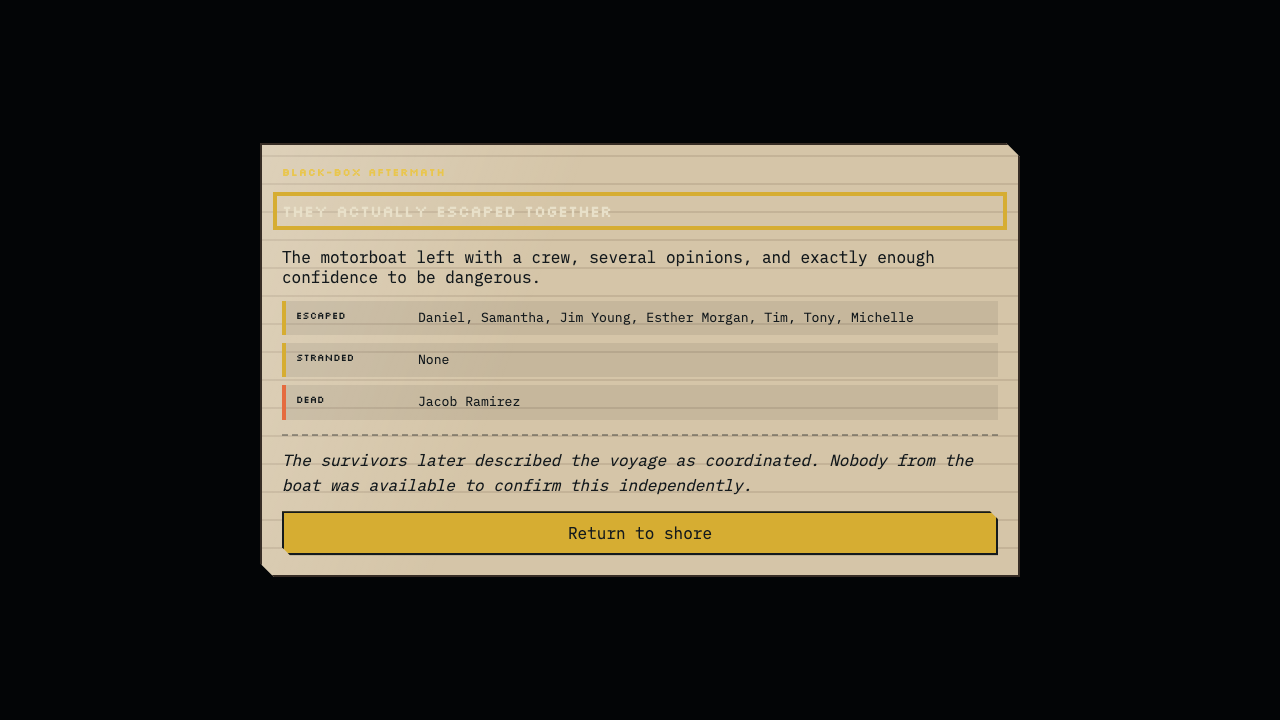 BLACK-BOX AFTERMATH
THEY ACTUALLY ESCAPED TOGETHER
The motorboat left with a crew, several opinions, and exactly enough
confidence to be dangerous.
ESCAPED Daniel, Samantha, Jim Young, Esther Morgan, Tim, Tony, Michelle
STRANDED None
DEAD Jacob Ramirez
The survivors later described the voyage as coordinated. Nobody from the
boat was available to confirm this independently.
Return to shore